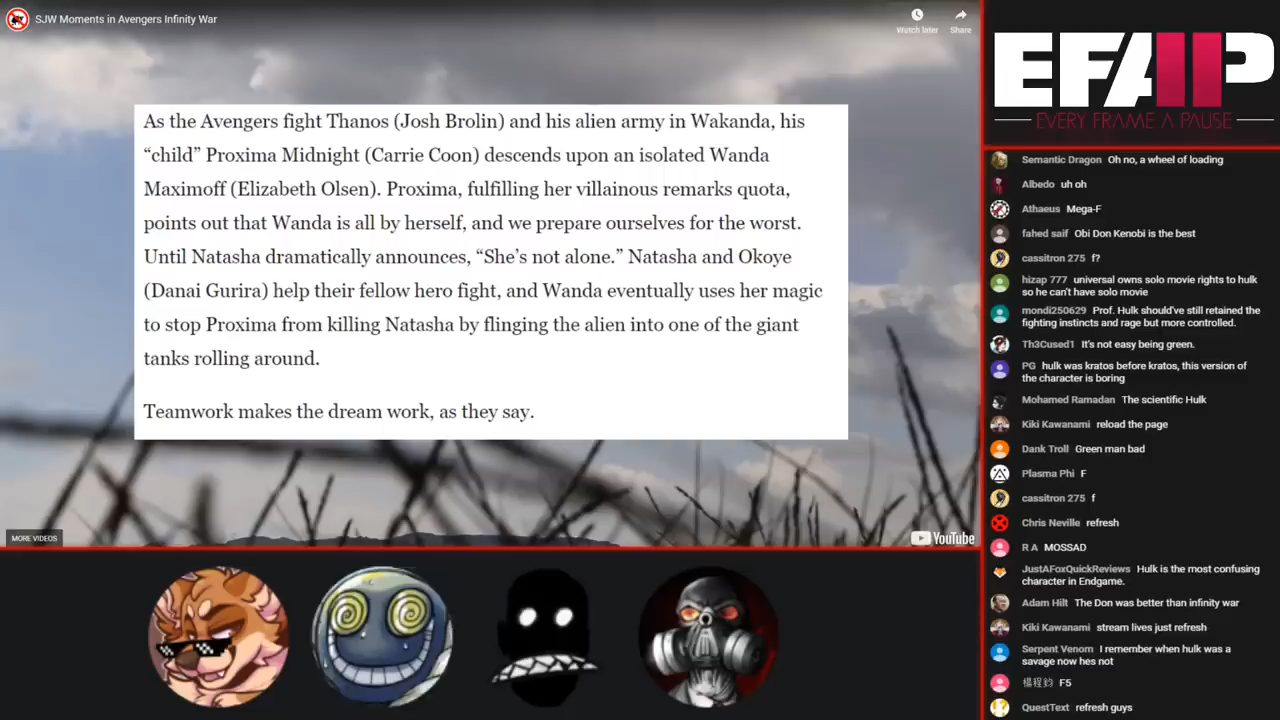 SJW Moments in Avengers Infinity War
Watch later
Share
As the Avengers fight Thanos (Josh Brolin) and his alien army in Wakanda, his
“child” Proxima Midnight (Carrie Coon) descends upon an isolated Wanda
Maximoff (Elizabeth Olsen). Proxima, fulfilling her villainous remarks quota,
points out that Wanda is all by herself, and we prepare ourselves for the worst.
Until Natasha dramatically announces, “She’s not alone.” Natasha and Okoye
(Danai Gurira) help their fellow hero fight, and Wanda eventually uses her magic
to stop Proxima from killing Natasha by flinging the alien into one of the giant
tanks rolling around.
Teamwork makes the dream work, as they say.
MORE VIDEOS
YouTube
EFAP
EVERY FRAME A PAUSE
Semantic Dragon Oh no, a wheel of loading
Albedo uh oh
Athaeus Mega-F
fahed saif Obi Don Kenobi is the best
cassitron 275 f?
hizap 777 universal owns solo movie rights to hulk
so he can't have solo movie
mondi250629 Prof. Hulk should've still retained the
fighting instincts and rage but more controlled.
Th3Cused1 It's not easy being green.
PG hulk was kratos before kratos, this version of
the character is boring
Mohamed Ramadan The scientific Hulk
Kiki Kawanami reload the page
Dank Troll Green man bad
Plasma Phi F
cassitron 275 f
Chris Neville refresh
R A MOSSAD
JustAFoxQuickReviews Hulk is the most confusing
character in Endgame.
Adam Hilt The Don was better than infinity war
Kiki Kawanami stream lives just refresh
Serpent Venom I remember when hulk was a
savage now hes not
楊程鈞 F5
QuestText refresh guys